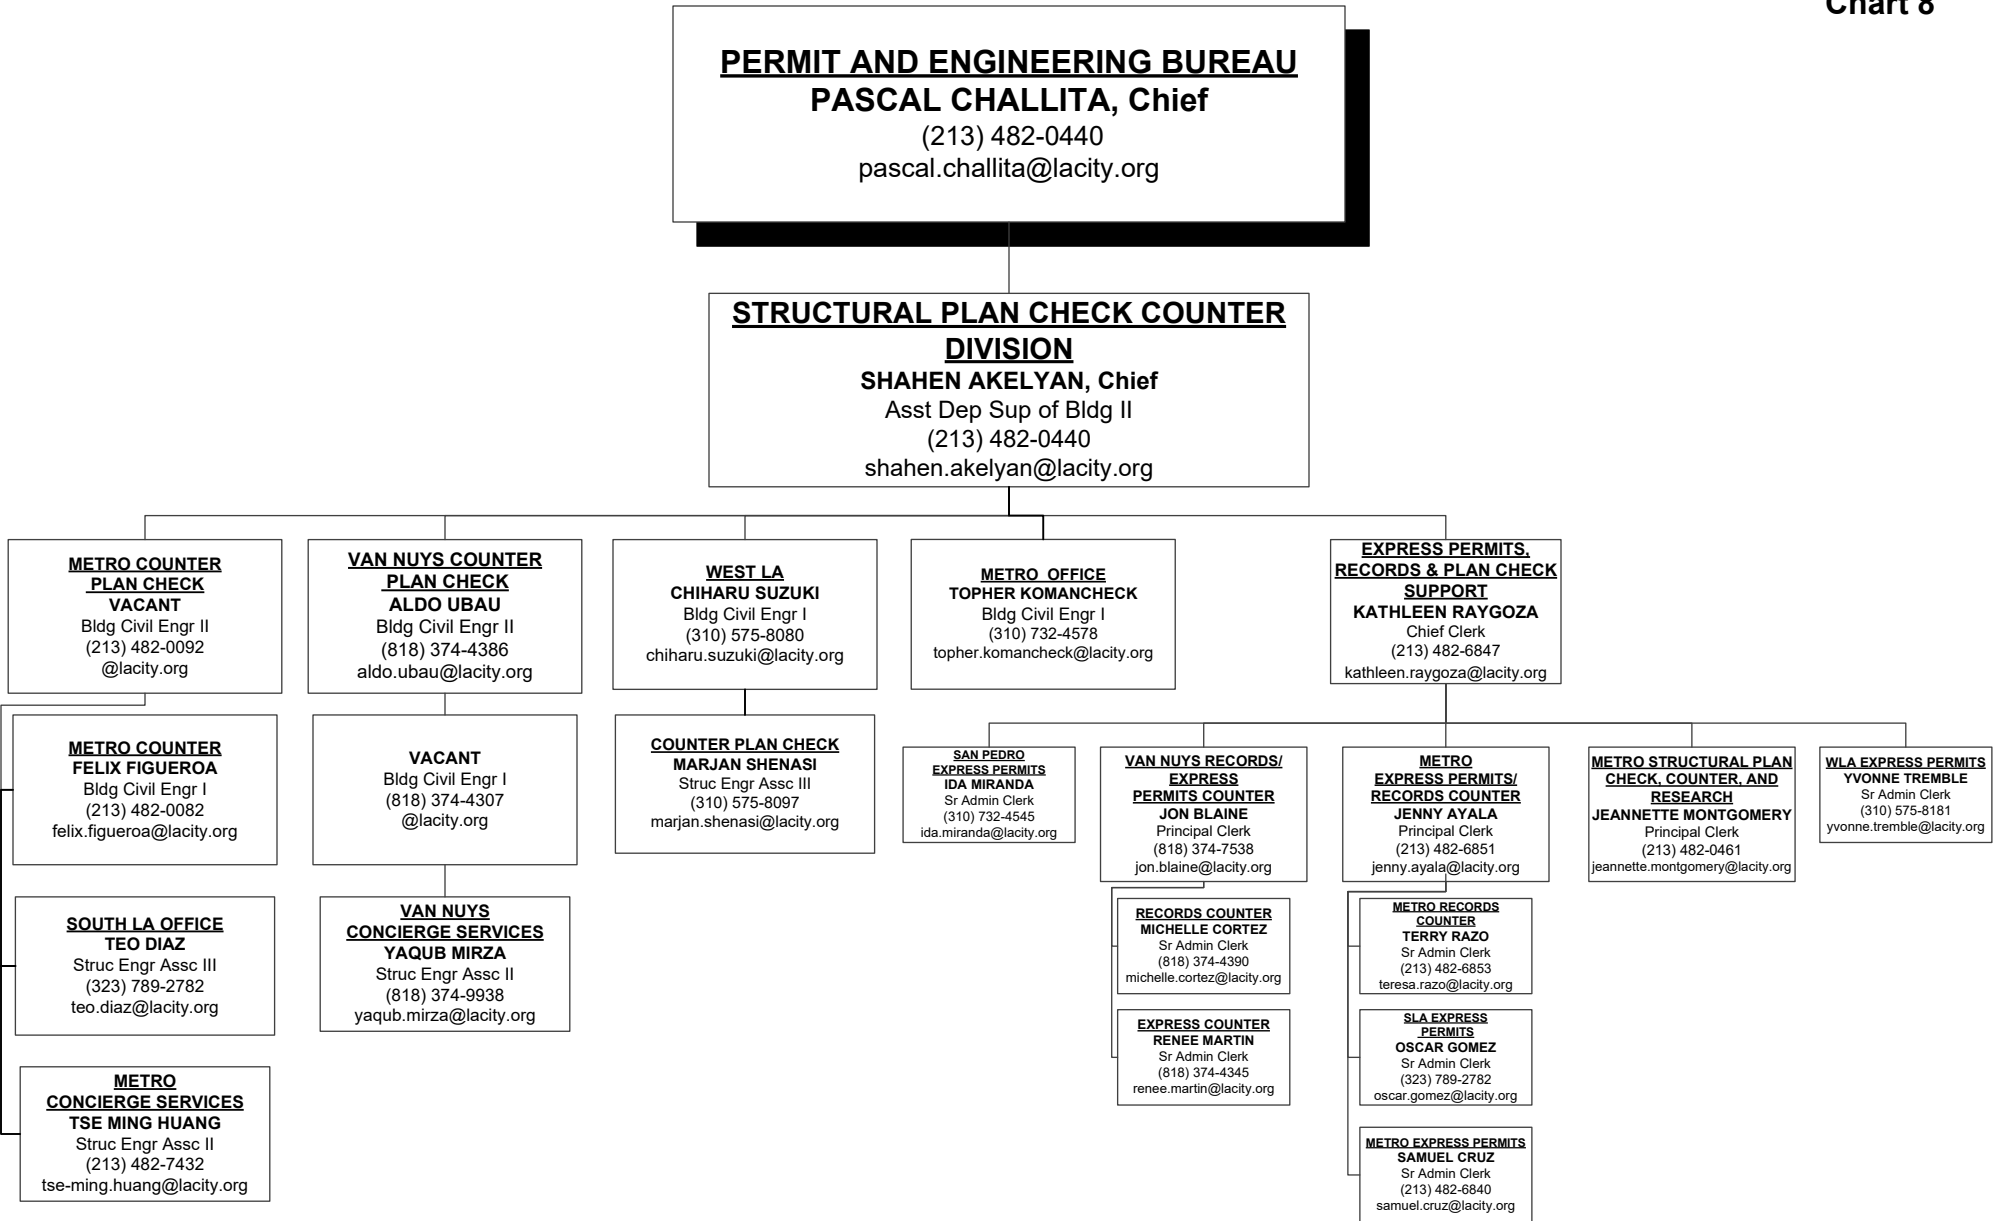 Chart 8
PERMIT AND ENGINEERING BUREAU
PASCAL CHALLITA, Chief
(213) 482-0440
pascal.challita@lacity.org
STRUCTURAL PLAN CHECK COUNTER
DIVISION
SHAHEN AKELYAN, Chief
Asst Dep Sup of Bldg II
(213) 482-0440
shahen.akelyan@lacity.org
METRO COUNTER
PLAN CHECK
VACANT
Bldg Civil Engr II
(213) 482-0092
@lacity.org
VAN NUYS COUNTER
PLAN CHECK
ALDO UBAU
Bldg Civil Engr II
(818) 374-4386
aldo.ubau@lacity.org
WEST LA
CHIHARU SUZUKI
Bldg Civil Engr I
(310) 575-8080
chiharu.suzuki@lacity.org
METRO OFFICE
TOPHER KOMANCHECK
Bldg Civil Engr I
(310) 732-4578
topher.komancheck@lacity.org
EXPRESS PERMITS,
RECORDS & PLAN CHECK
SUPPORT
KATHLEEN RAYGOZA
Chief Clerk
(213) 482-6847
kathleen.raygoza@lacity.org
METRO COUNTER
FELIX FIGUEROA
Bldg Civil Engr I
(213) 482-0082
felix.figueroa@lacity.org
VACANT
Bldg Civil Engr I
(818) 374-4307
@lacity.org
COUNTER PLAN CHECK
MARJAN SHENASI
Struc Engr Assc III
(310) 575-8097
marjan.shenasi@lacity.org
SAN PEDRO
EXPRESS PERMITS
IDA MIRANDA
Sr Admin Clerk
(310) 732-4545
ida.miranda@lacity.org
VAN NUYS RECORDS/
EXPRESS
PERMITS COUNTER
JON BLAINE
Principal Clerk
(818) 374-7538
jon.blaine@lacity.org
METRO
EXPRESS PERMITS/
RECORDS COUNTER
JENNY AYALA
Principal Clerk
(213) 482-6851
jenny.ayala@lacity.org
METRO STRUCTURAL PLAN
CHECK, COUNTER, AND
RESEARCH
JEANNETTE MONTGOMERY
Principal Clerk
(213) 482-0461
jeannette.montgomery@lacity.org
WLA EXPRESS PERMITS
YVONNE TREMBLE
Sr Admin Clerk
(310) 575-8181
yvonne.tremble@lacity.org
SOUTH LA OFFICE
TEO DIAZ
Struc Engr Assc III
(323) 789-2782
teo.diaz@lacity.org
VAN NUYS
CONCIERGE SERVICES
YAQUB MIRZA
Struc Engr Assc II
(818) 374-9938
yaqub.mirza@lacity.org
RECORDS COUNTER
MICHELLE CORTEZ
Sr Admin Clerk
(818) 374-4390
michelle.cortez@lacity.org
METRO RECORDS
COUNTER
TERRY RAZO
Sr Admin Clerk
(213) 482-6853
teresa.razo@lacity.org
EXPRESS COUNTER
RENEE MARTIN
Sr Admin Clerk
(818) 374-4345
renee.martin@lacity.org
SLA EXPRESS
PERMITS
OSCAR GOMEZ
Sr Admin Clerk
(323) 789-2782
oscar.gomez@lacity.org
METRO
CONCIERGE SERVICES
TSE MING HUANG
Struc Engr Assc II
(213) 482-7432
tse-ming.huang@lacity.org
METRO EXPRESS PERMITS
SAMUEL CRUZ
Sr Admin Clerk
(213) 482-6840
samuel.cruz@lacity.org